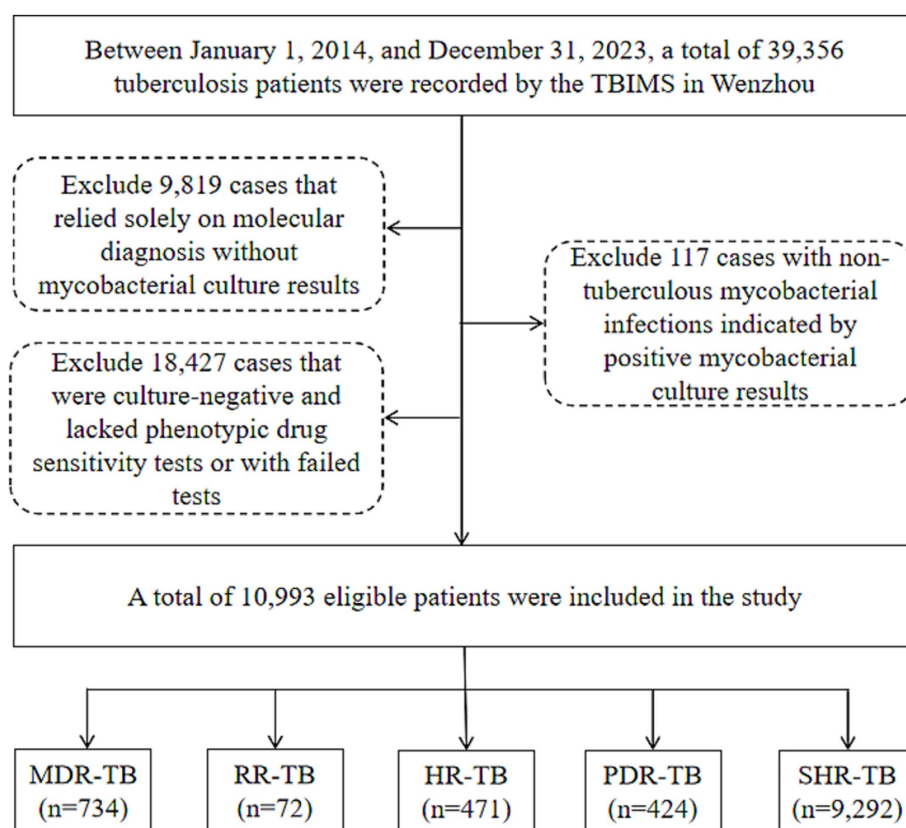 Between January 1, 2014, and December 31, 2023, a total of 39,356
tuberculosis patients were recorded by the TBIMS in Wenzhou
Exclude 9,819 cases that
relied solely on molecular
diagnosis without
mycobacterial culture results
Exclude 117 cases with non-
tuberculous mycobacterial
infections indicated by
positive mycobacterial
culture results
Exclude 18,427 cases that
were culture-negative and
lacked phenotypic drug
sensitivity tests or with failed
tests
A total of 10,993 eligible patients were included in the study
MDR-TB
(n=734)
RR-TB
(n=72)
HR-TB
(n=471)
PDR-TB
(n=424)
SHR-TB
(n=9,292)